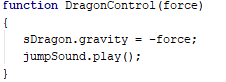 function DragonControl(force)
{
sDragon.gravity = -force;
jumpSound.play();
}